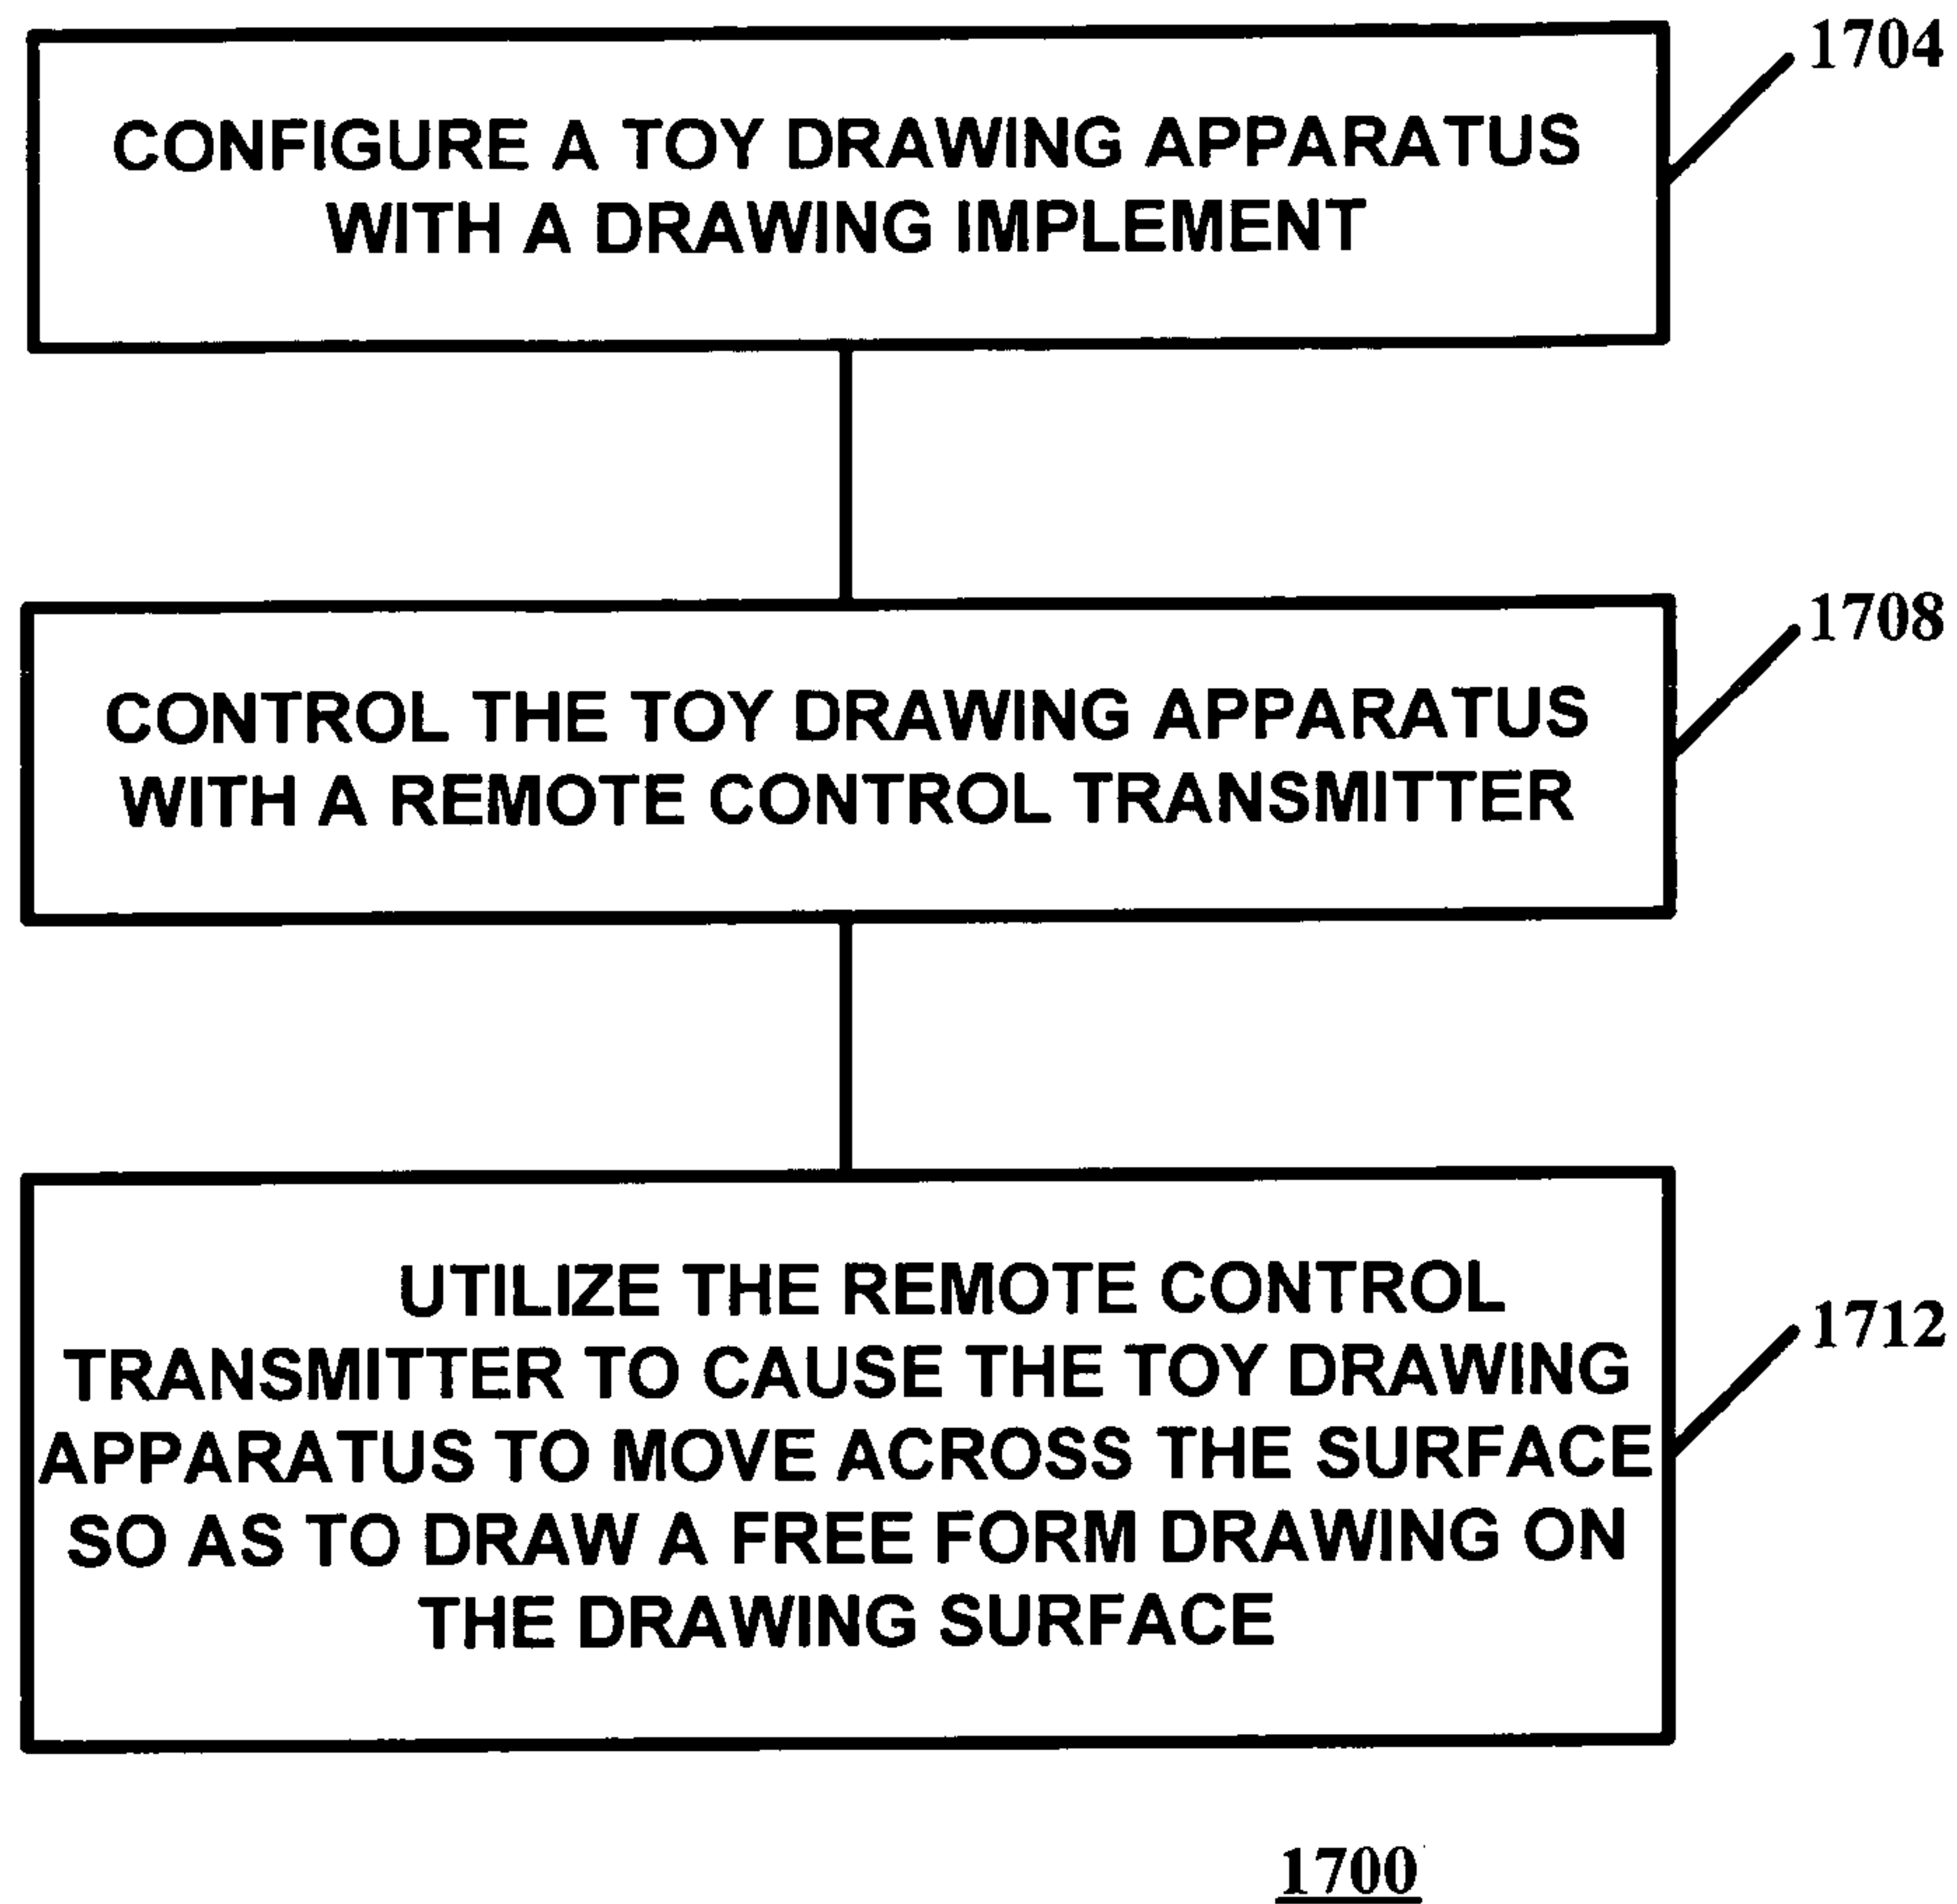 1704
CONFIGURE A TOY DRAWING APPARATUS
WITH A DRAWING IMPLEMENT
1708
CONTROL THE TOY DRAWING APPARATUS
WITH A REMOTE CONTROL TRANSMITTER
UTILIZE THE REMOTE CONTROL
1712
TRANSMITTER TO CAUSE THE TOY DRAWING
APPARATUS TO MOVE ACROSS THE SURFACE
SO AS TO DRAW A FREE FORM DRAWING ON
THE DRAWING SURFACE
1700